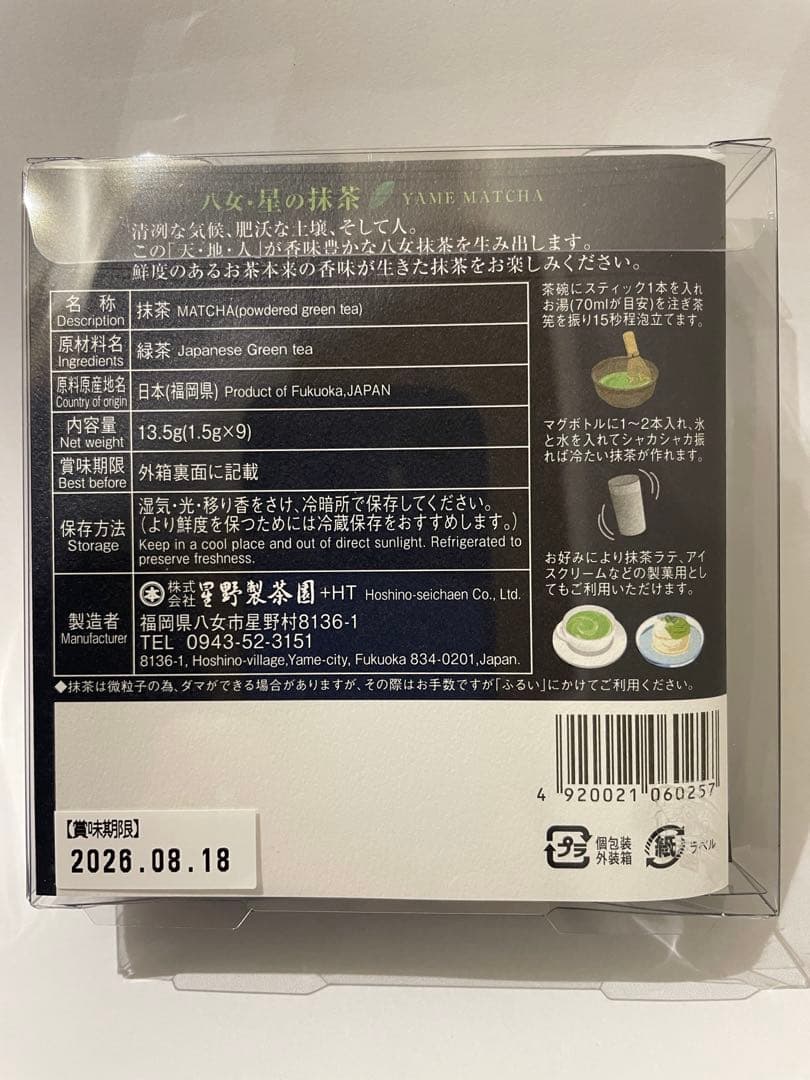 八女・星の抹茶 YAME MATCHA
清冽な気候、肥沃な土壌、そして人。
この「天・地・人」が香味豊かな八女抹茶を生み出します。
鮮度のあるお茶本来の香味が生きた抹茶をお楽しみください。
名 称 抹茶 MATCHA(powdered green tea)
Description
原材料名 緑茶 Japanese Green tea
Ingredients
原料原産地名 日本(福岡県) Product of Fukuoka,JAPAN
Country of origin
内容量 13.5g(1.5g×9)
Net weight
賞味期限 外箱裏面に記載
Best before
保存方法
Storage
湿気・光・移り香をさけ、冷暗所で保存してください。
(より鮮度を保つためには冷蔵保存をおすすめします。)
Keep in a cool place and out of direct sunlight. Refrigerated to
preserve freshness.
製造者
Manufacturer
本 株式会社 星野製茶園+HT Hoshino-seichaen Co., Ltd.
福岡県八女市星野村8136-1
TEL 0943-52-3151
8136-1, Hoshino-village,Yame-city, Fukuoka 834-0201,Japan.
茶碗にスティック1本を入れ
お湯(70mlが目安)を注ぎ茶
筅を振り15秒程泡立てます。
マグボトルに1〜2本入れ、氷
と水を入れてシャカシャカ振
れば冷たい抹茶が作れます。
お好みにより抹茶ラテ、アイ
スクリームなどの製菓用とし
てもご利用いただけます。
◆抹茶は微粒子の為、ダマができる場合がありますが、その際はお手数ですが「ふるい」にかけてご利用ください。
4 920021 060257
プラ 個包装
外装箱
紙 ラベル
【賞味期限】
2026.08.18